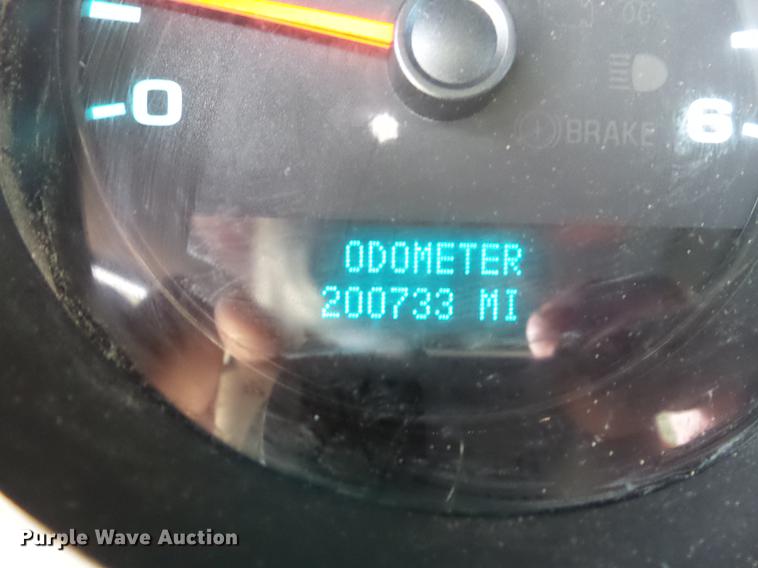 0
6
BRAKE
ODOMETER
200733 MI
Purple Wave Auction